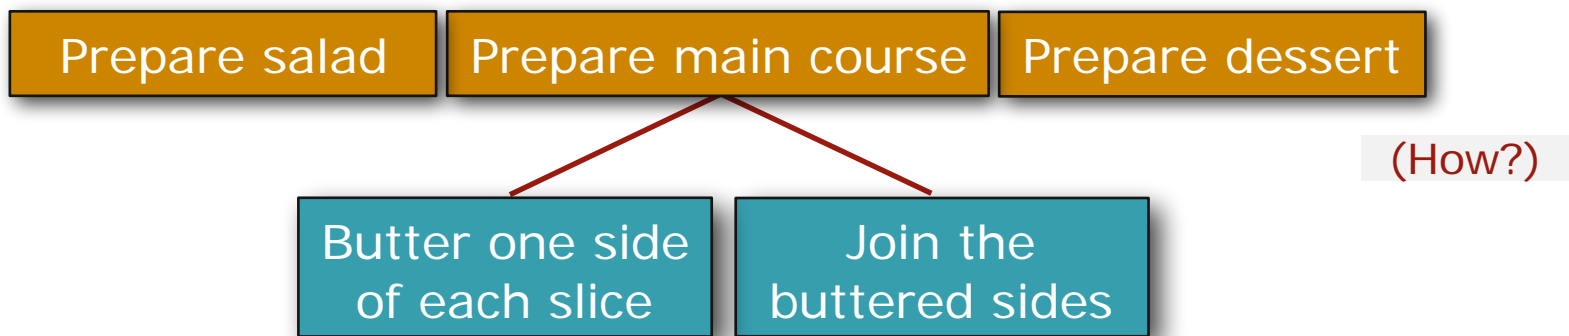 Prepare salad
Prepare main course
Prepare dessert
(How?)
Butter one side
of each slice
Join the
buttered sides